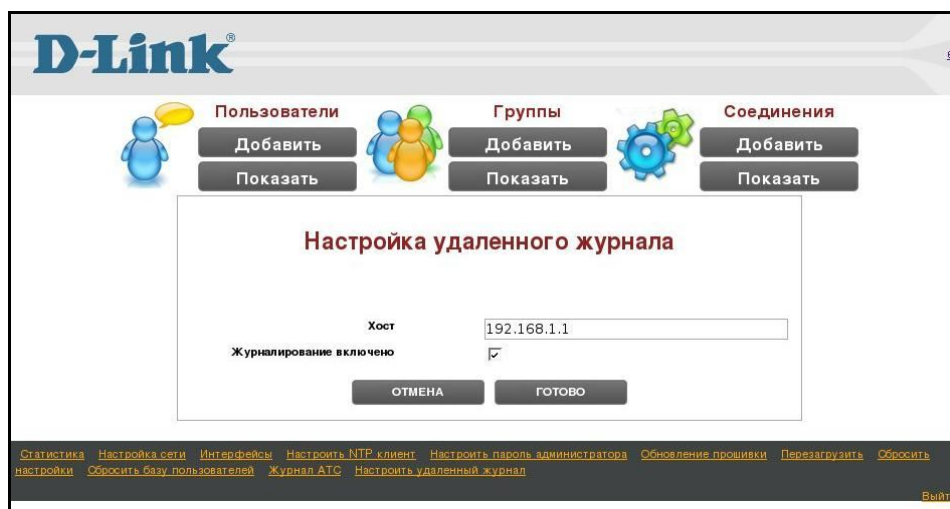 D-Link®
Пользователи
Группы
Соединения
Добавить
Добавить
Добавить
Показать
Показать
Показать
Настройка удаленного журнала
Хост
192.168.1.1
Журналирование включено
ОТМЕНА
ГОТОВО
Статистика Настройка сети Интерфейсы Настроить NTP клиент Настроить пароль администратора Обновление прошивки Перезагрузить Сбросить
настройки Сбросить базу пользователей Журнал АТС Настроить удаленный журнал